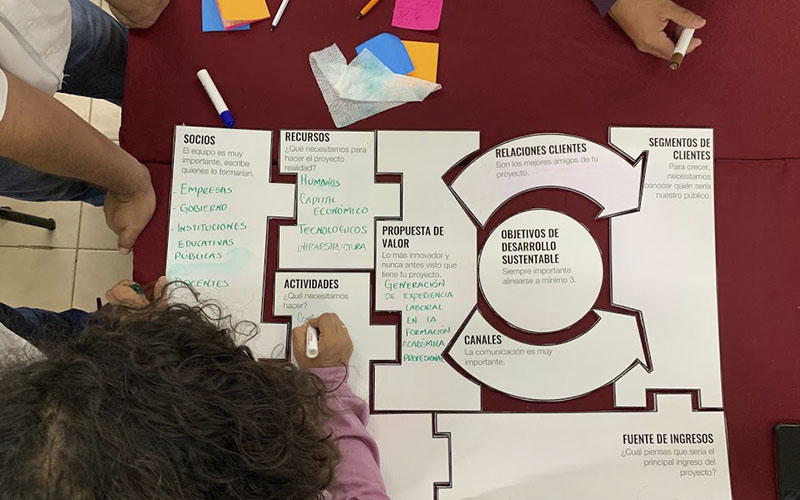 SOCIOS
El equipo es muy
importante, escribe
quienes lo formarían.
EMPRESAS
- GOBIERNO
- INSTITUCIONES
EDUCATIVAS
PÚBLICAS
DOCENTES
RECURSOS
¿Qué necesitamos para
hacer el proyecto
realidad?
HUMANOS
CAPITAL
ECONÓMICO
TECNOLÓGICOS
INFRAESTRUCTURA
ACTIVIDADES
¿Qué necesitamos
hacer?
PROPUESTA DE
VALOR
Lo más innovador y
nunca antes visto que
tiene tu proyecto.
GENERACIÓN
DE EXPERIENCIA
LABORAL
EN LA
FORMACIÓN
ACADÉMICA
PROFESIONAL
RELACIONES CLIENTES
Son los mejores amigos de tu
proyecto.
OBJETIVOS DE
DESARROLLO
SUSTENTABLE
Siempre importante
alinearse a mínimo 3.
CANALES
La comunicación es muy
importante.
SEGMENTOS DE
CLIENTES
Para crecer,
necesitamos
conocer quién sería
nuestro público.
FUENTE DE INGRESOS
¿Cuál piensas que sería el
principal ingreso del
proyecto?